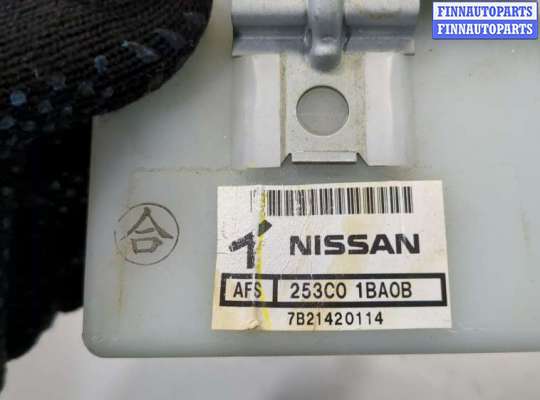 FINNAUTOPARTS
FINNAUTOPARTS
合
イ NISSAN
AFS 253C0 1BA0B
7B21420114